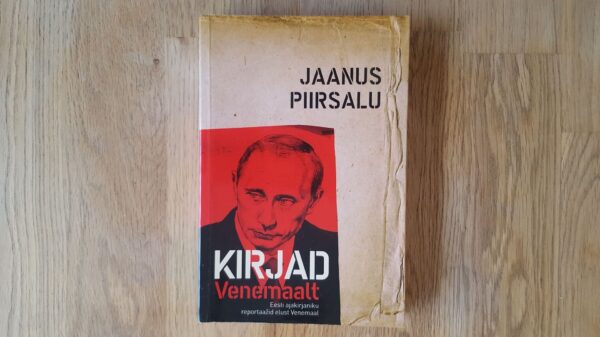 JAANUS
PIIRSALU
KIRJAD
Venemaalt
Eesti ajakirjaniku
reportaažid elust Venemaal